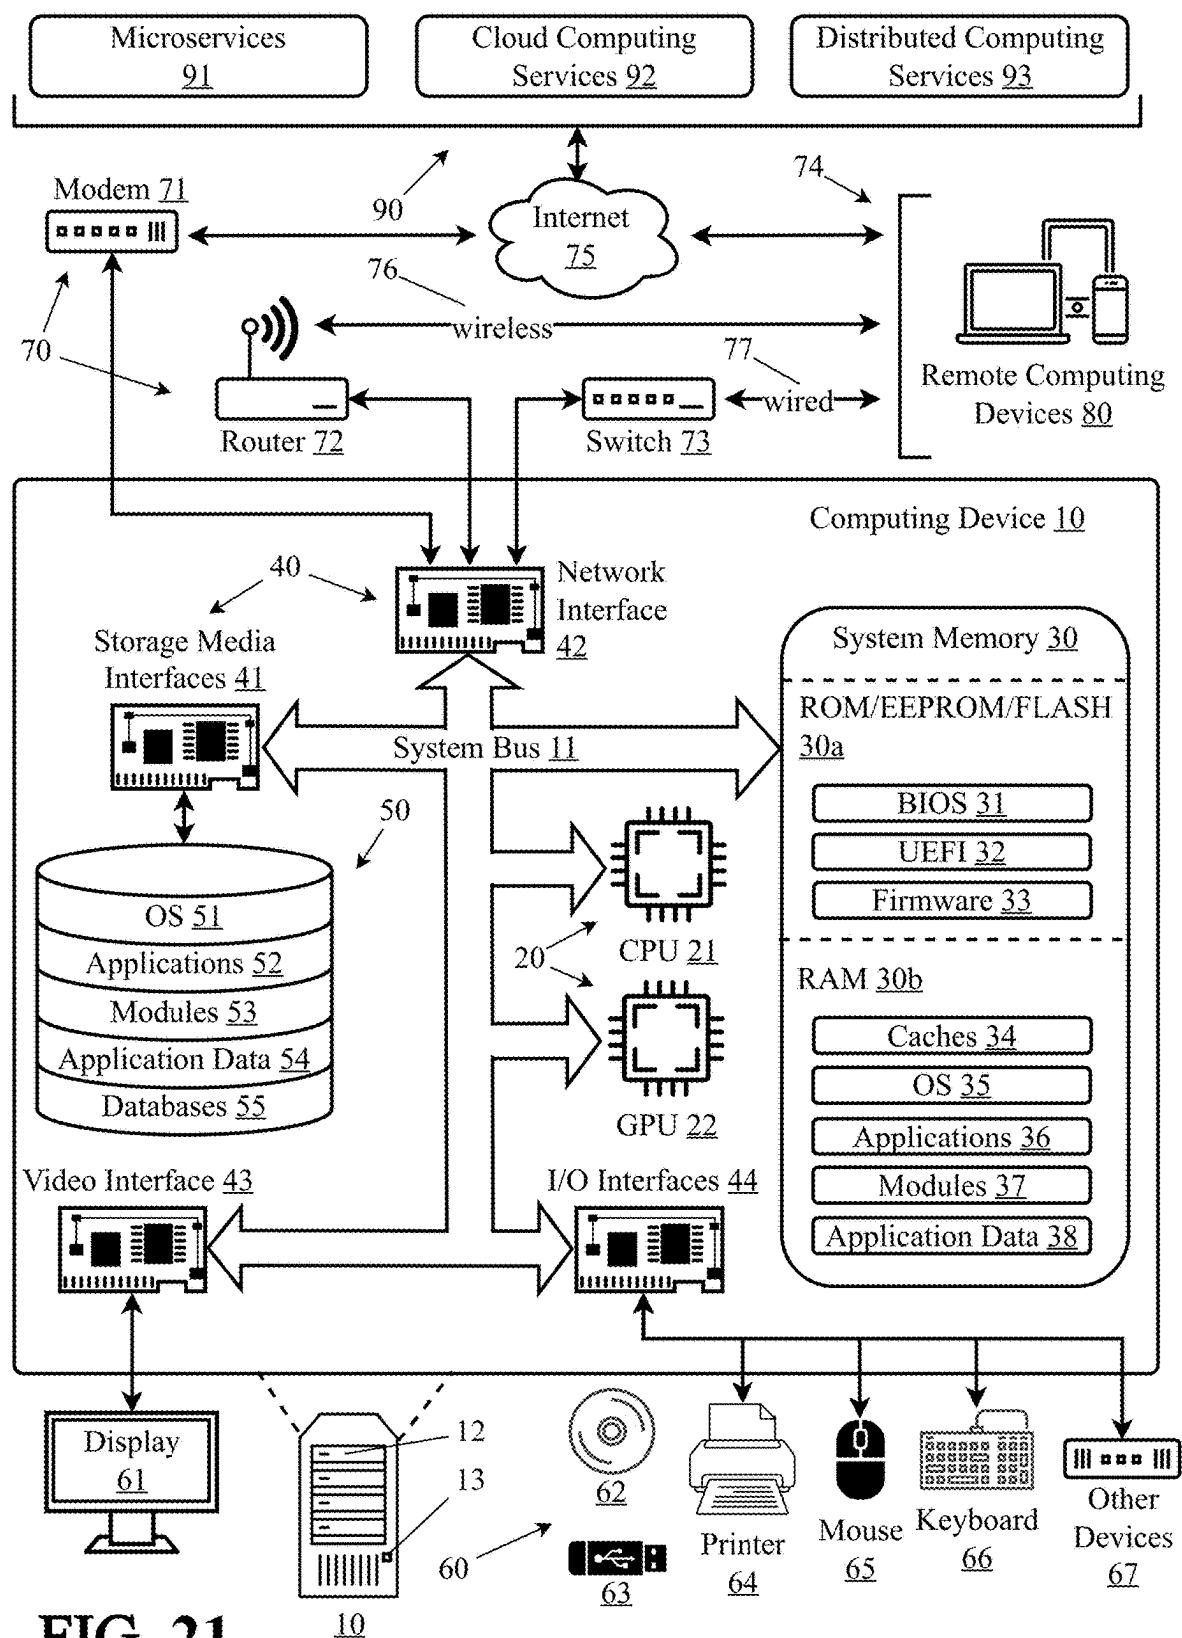 Microservices
91
Cloud Computing
Services 92
Distributed Computing
Services 93
74
Modem 71
90
Internet
75
76
wireless
70
77
wired
Remote Computing
Devices 80
Router 72
Switch 73
Computing Device 10
40
Network
Interface
42
Storage Media
Interfaces 41
System Memory 30
ROM/EEPROM/FLASH
30a
System Bus 11
BIOS 31
UEFI 32
Firmware 33
50
OS 51
Applications 52
Modules 53
Application Data 54
Databases 55
CPU 21
20
GPU 22
RAM 30b
Caches 34
OS 35
Applications 36
Modules 37
Application Data 38
Video Interface 43
I/O Interfaces 44
Display
61
12
13
10
60
62
63
Printer
64
Mouse
65
Keyboard
66
Other
Devices
67
FIG. 21